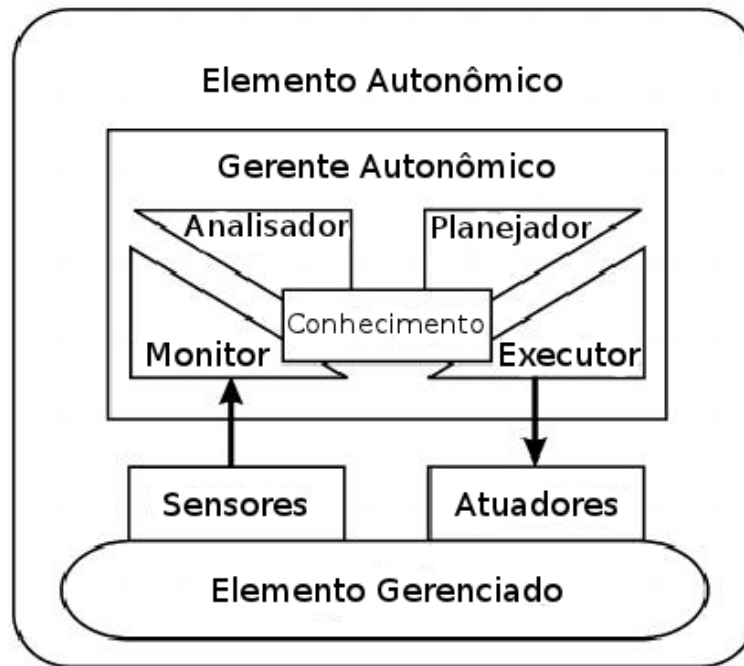 Elemento Autonômico
Gerente Autonômico
Analisador
Planejador
Conhecimento
Monitor
Executor
Sensores
Atuadores
Elemento Gerenciado